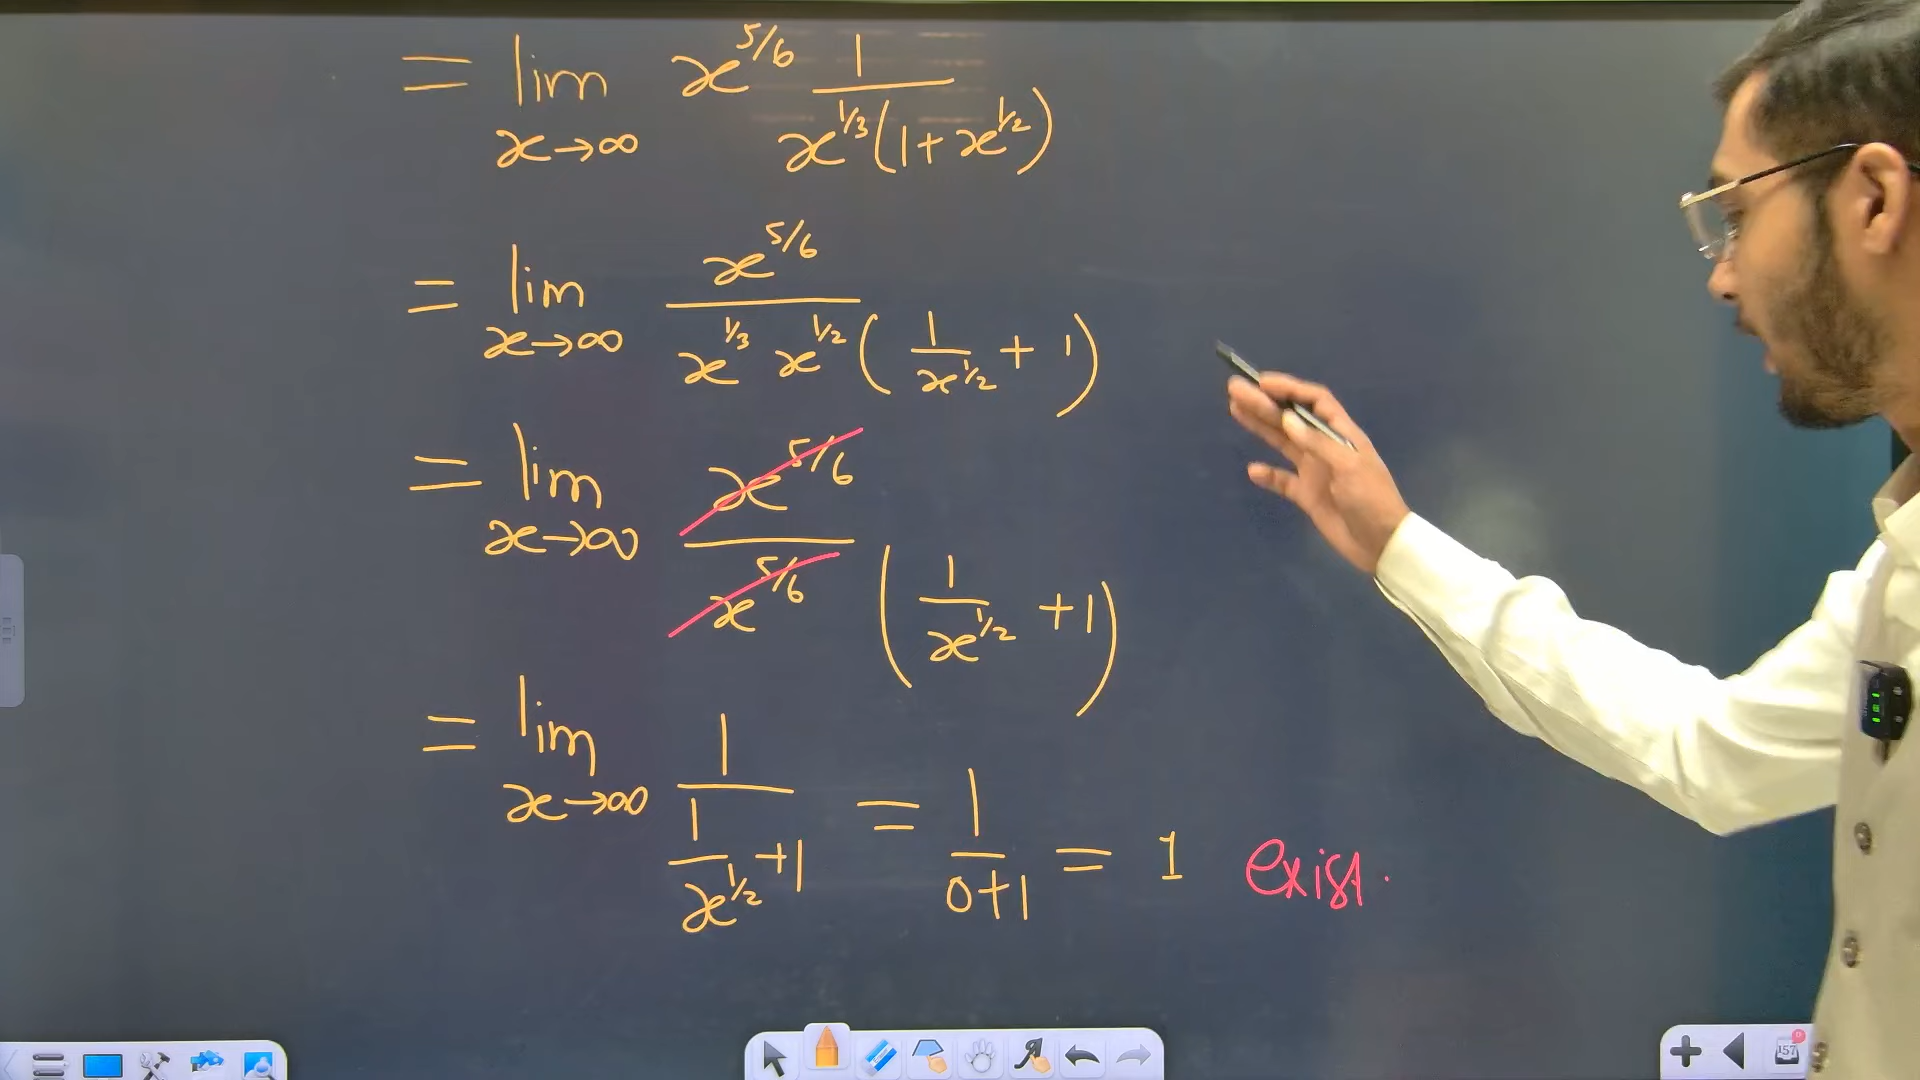 = lim x→∞ x^5/6 1/(x^1/3(1+x^1/2))
= lim x→∞ x^5/6/(x^1/3 x^1/2(1/x^1/2 + 1))
= lim x→∞ x^5/6/x^5/6 (1/x^1/2 +1)
= lim x→∞ 1/(1/x^1/2 +1) = 1/(0+1) = 1 exist.
157